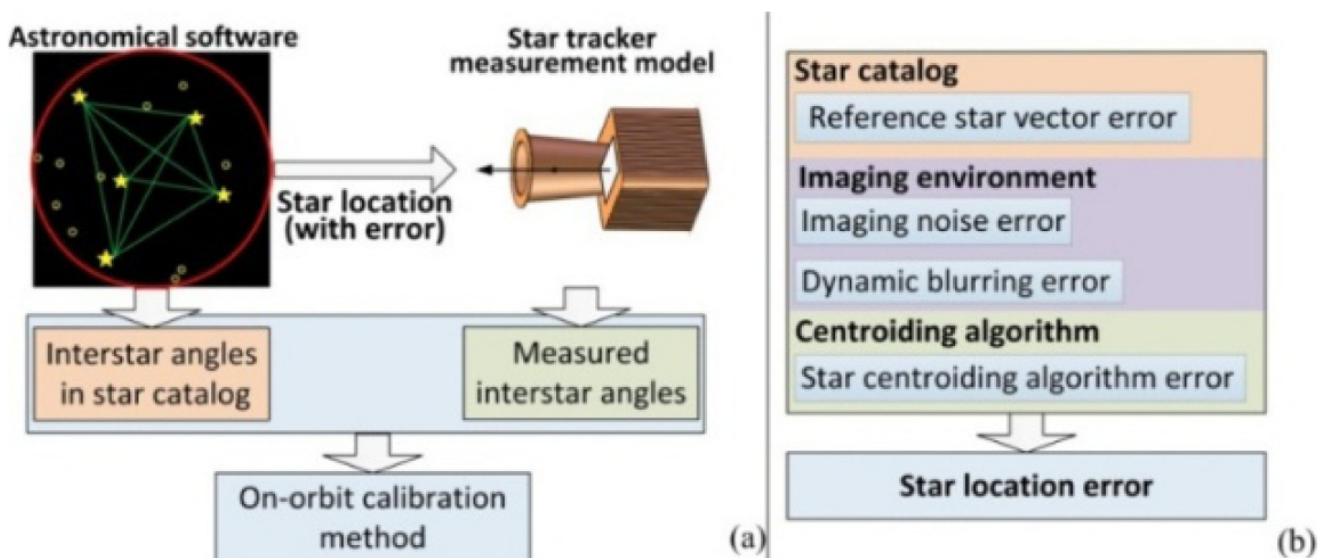 Astronomical software
Star tracker
measurement model
Star location
(with error)
Interstar angles
in star catalog
Measured
interstar angles
On-orbit calibration
method
(a)
Star catalog
Reference star vector error
Imaging environment
Imaging noise error
Dynamic blurring error
Centroiding algorithm
Star centroiding algorithm error
Star location error
(b)